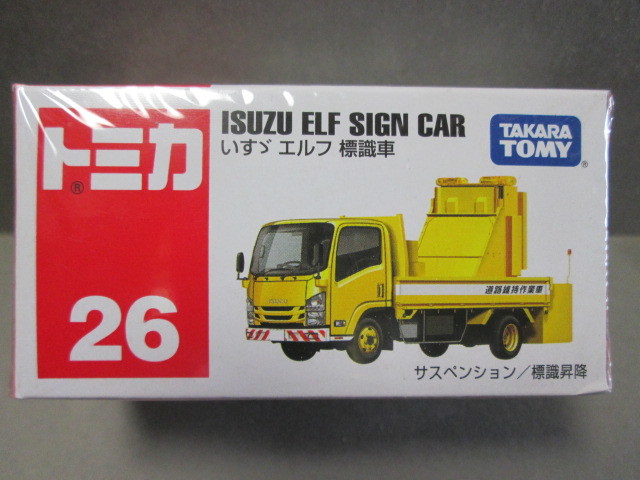 トミカ
®
26
ISUZU ELF SIGN CAR
いすゞ エルフ 標識車
TAKARA
TOMY
®
ISUZU
道路維持作業車
サスペンション／標識昇降